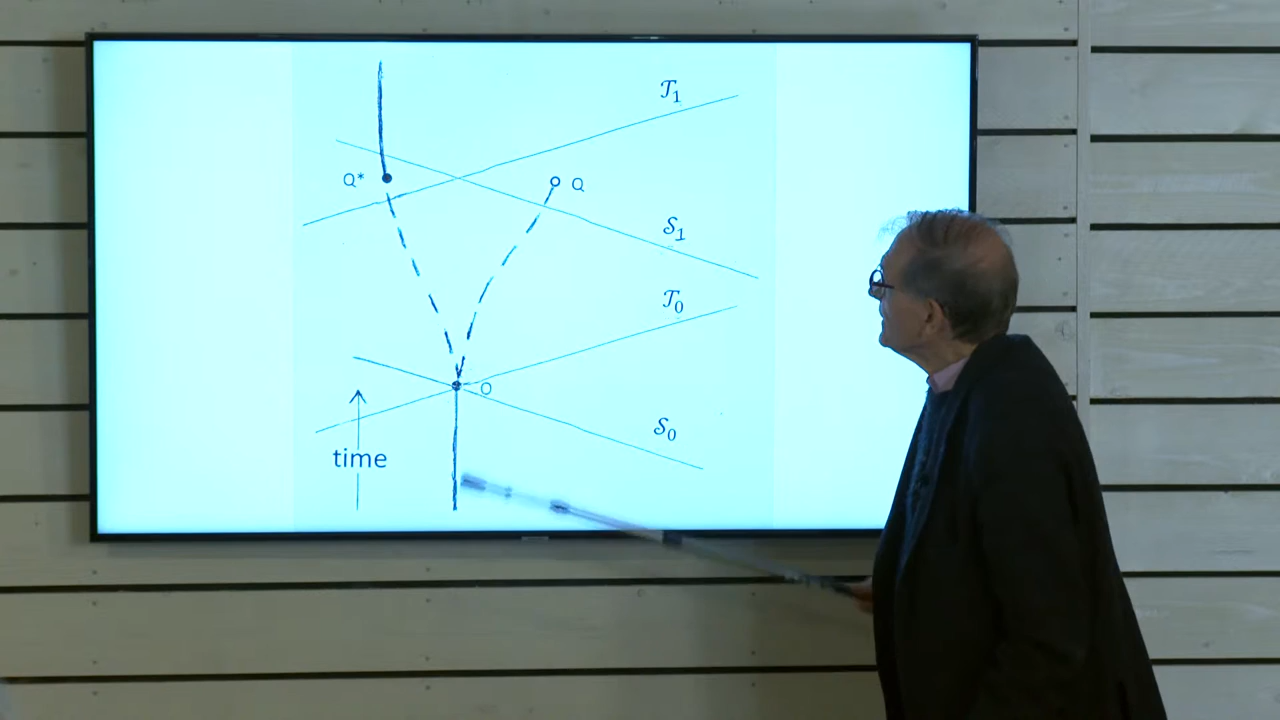 𝒯₁
Q*
Q
𝒮₁
𝒯₀
O
𝒮₀
time